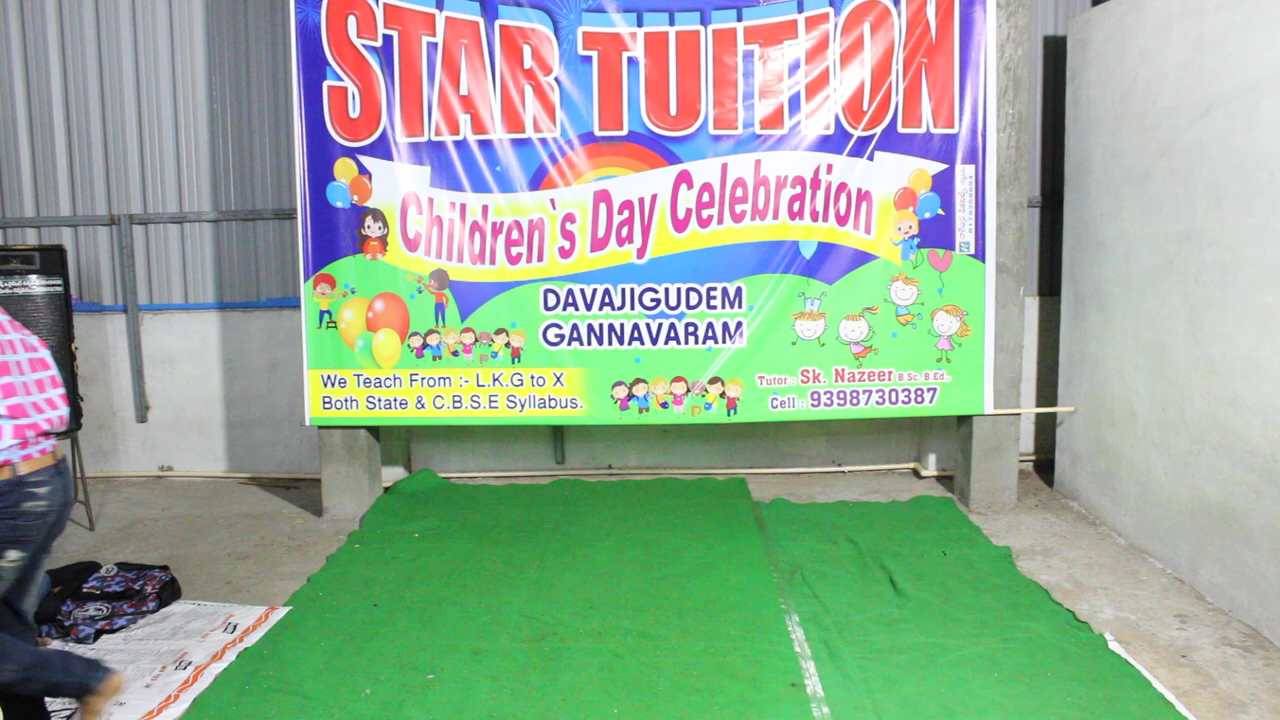 STAR TUITION
Children`s Day Celebration
DAVAJIGUDEM
GANNAVARAM
We Teach From :- L.K.G to X
Both State & C.B.S.E Syllabus.
Tutor : Sk. Nazeer B.Sc. B.Ed..
Cell : 9398730387